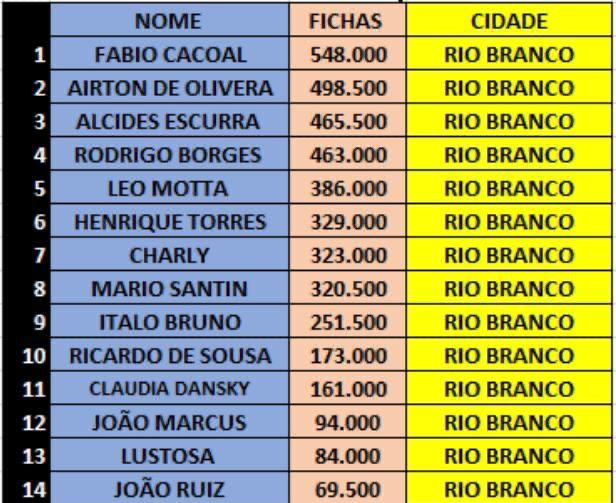 NOME FICHAS CIDADE
1 FABIO CACOAL 548.000 RIO BRANCO
2 AIRTON DE OLIVERA 498.500 RIO BRANCO
3 ALCIDES ESCURRA 465.500 RIO BRANCO
4 RODRIGO BORGES 463.000 RIO BRANCO
5 LEO MOTTA 386.000 RIO BRANCO
6 HENRIQUE TORRES 329.000 RIO BRANCO
7 CHARLY 323.000 RIO BRANCO
8 MARIO SANTIN 320.500 RIO BRANCO
9 ITALO BRUNO 251.500 RIO BRANCO
10 RICARDO DE SOUSA 173.000 RIO BRANCO
11 CLAUDIA DANSKY 161.000 RIO BRANCO
12 JOÃO MARCUS 94.000 RIO BRANCO
13 LUSTOSA 84.000 RIO BRANCO
14 JOÃO RUIZ 69.500 RIO BRANCO